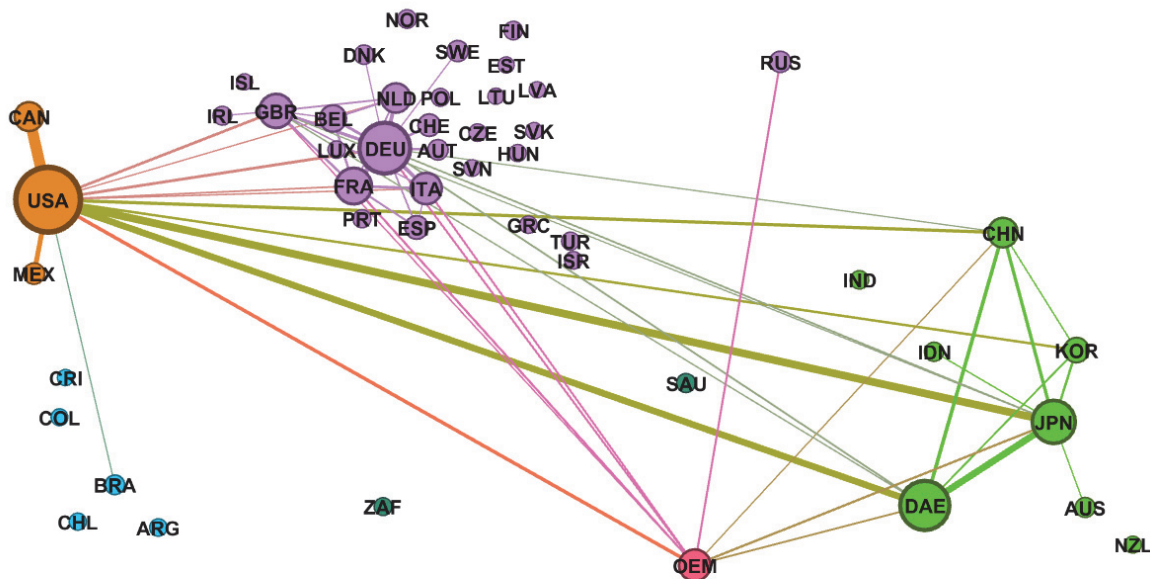 NOR
FIN
DNK
SWE
EST
RUS
ISL
NLD
POL
LTU
LVA
CAN
IRL
GBR
BEL
CHE
CZE
SVK
LUX
DEU
AUT
HUN
SVN
USA
FRA
ITA
PRT
ESP
GRC
TUR
ISR
CHN
MEX
IND
IDN
KOR
CRI
SAU
COL
JPN
BRA
ZAF
DAE
AUS
CHL
ARG
NZL
OEM